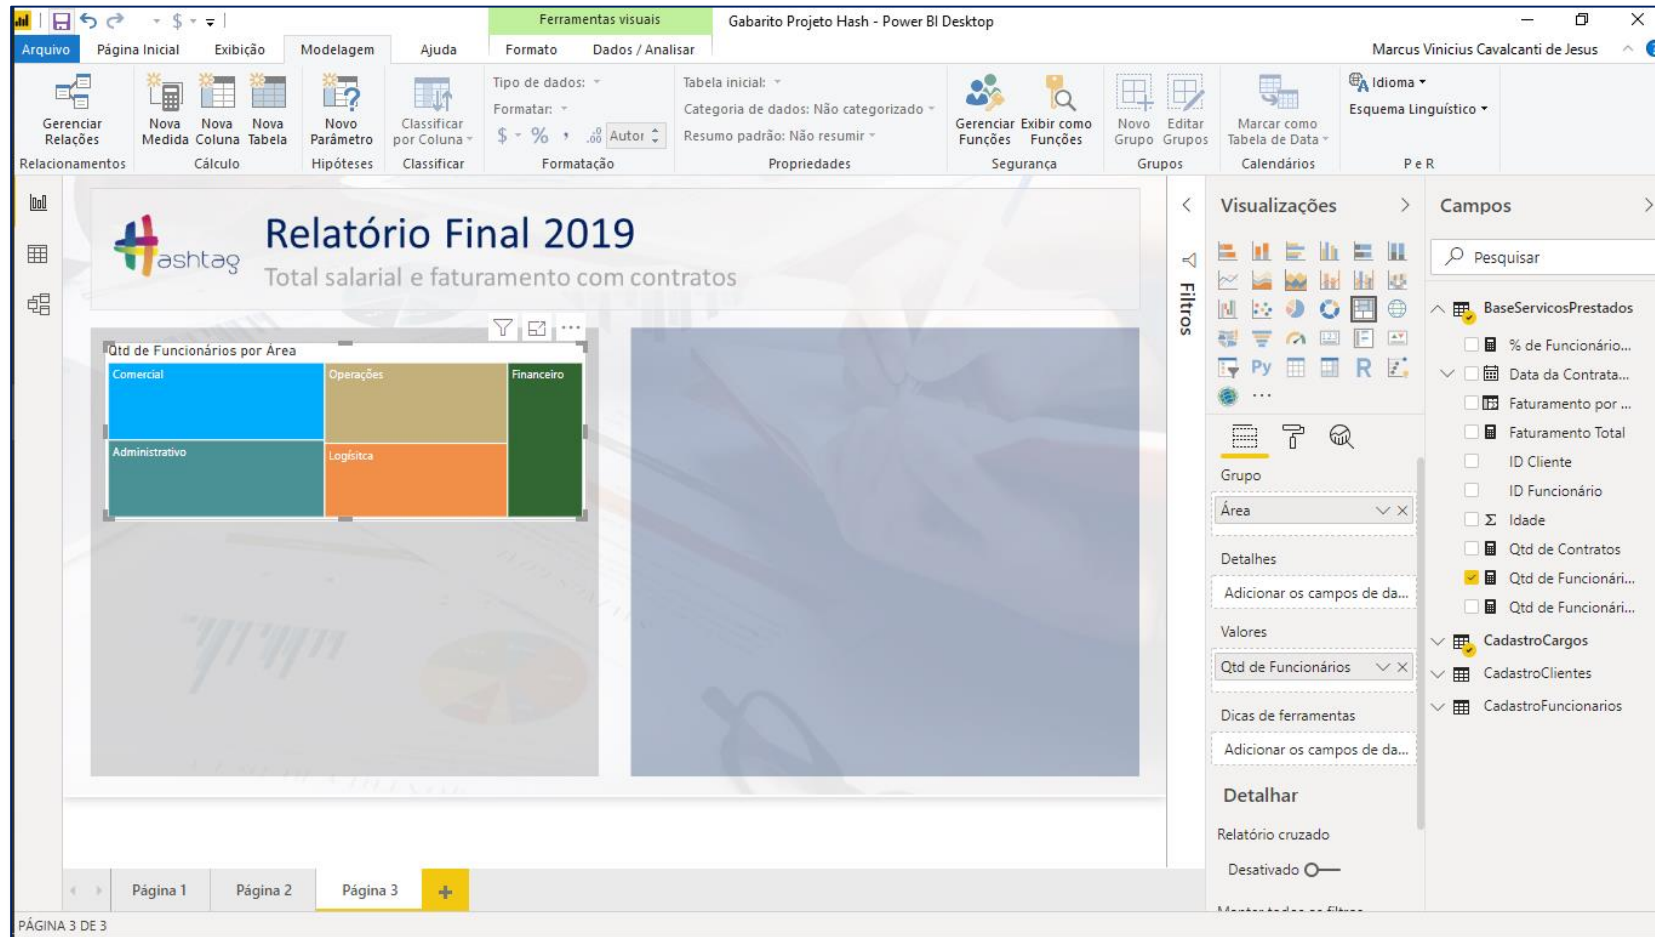 Ferramentas visuais
Gabarito Projeto Hash - Power BI Desktop
Arquivo
Página Inicial
Exibição
Modelagem
Ajuda
Formato
Dados / Analisar
Marcus Vinicius Cavalcanti de Jesus
Gerenciar Relações
Nova Medida
Nova Coluna
Nova Tabela
Novo Parâmetro
Classificar por Coluna
Tipo de dados:
Formatar:
$ % , .00 Autor
Tabela inicial:
Categoria de dados: Não categorizado
Resumo padrão: Não resumir
Gerenciar Funções
Exibir como Funções
Novo Grupo
Editar Grupos
Marcar como Tabela de Data
Idioma
Esquema Linguístico
Relacionamentos
Cálculo
Hipóteses
Classificar
Formatação
Propriedades
Segurança
Grupos
Calendários
P e R
Hashtag
Relatório Final 2019
Total salarial e faturamento com contratos
Qtd de Funcionários por Área
Comercial
Operações
Financeiro
Administrativo
Logísitca
Filtros
Visualizações
Py
R
Grupo
Área
Detalhes
Adicionar os campos de da...
Valores
Qtd de Funcionários
Dicas de ferramentas
Adicionar os campos de da...
Detalhar
Relatório cruzado
Desativado
Campos
Pesquisar
BaseServicosPrestados
% de Funcionário...
Data da Contrata...
Faturamento por ...
Faturamento Total
ID Cliente
ID Funcionário
Idade
Qtd de Contratos
Qtd de Funcionári...
Qtd de Funcionári...
CadastroCargos
CadastroClientes
CadastroFuncionarios
Página 1
Página 2
Página 3
PÁGINA 3 DE 3